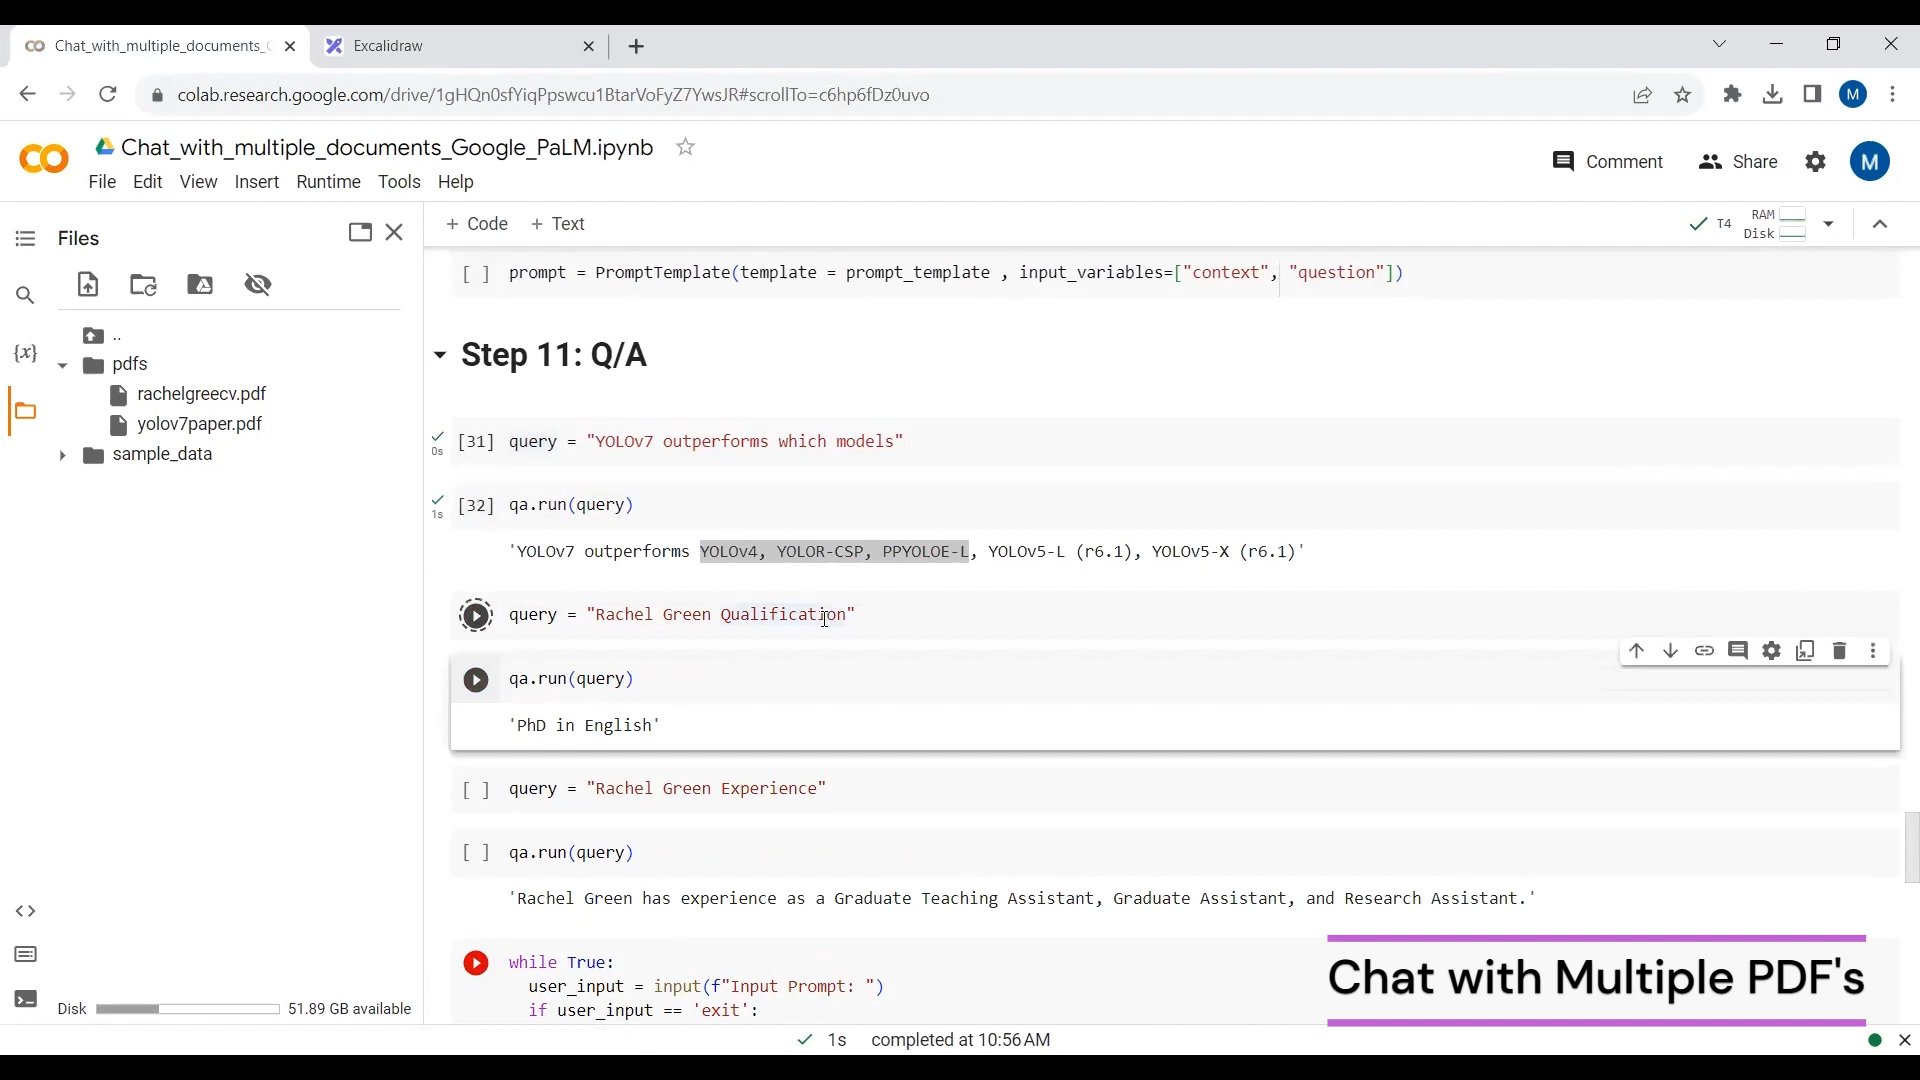 Chat_with_multiple_documents_G
Excalidraw
colab.research.google.com/drive/1gHQn0sfYiqPpswcu1BtarVoFyZ7YwsJR#scrollTo=c6hp6fDz0uvo
M
Chat_with_multiple_documents_Google_PaLM.ipynb
File Edit View Insert Runtime Tools Help
Comment
Share
M
Files
+ Code + Text
T4
RAM
Disk
..
pdfs
rachelgreecv.pdf
yolov7paper.pdf
sample_data
{x}
Disk 51.89 GB available
[ ] prompt = PromptTemplate(template = prompt_template , input_variables=["context", "question"])
Step 11: Q/A
[31] query = "YOLOv7 outperforms which models"
0s
[32] qa.run(query)
1s
'YOLOv7 outperforms YOLOv4, YOLOR-CSP, PPYOLOE-L, YOLOv5-L (r6.1), YOLOv5-X (r6.1)'
query = "Rachel Green Qualification"
qa.run(query)
'PhD in English'
[ ] query = "Rachel Green Experience"
[ ] qa.run(query)
'Rachel Green has experience as a Graduate Teaching Assistant, Graduate Assistant, and Research Assistant.'
while True:
user_input = input(f"Input Prompt: ")
if user_input == 'exit':
Chat with Multiple PDF's
1s completed at 10:56 AM